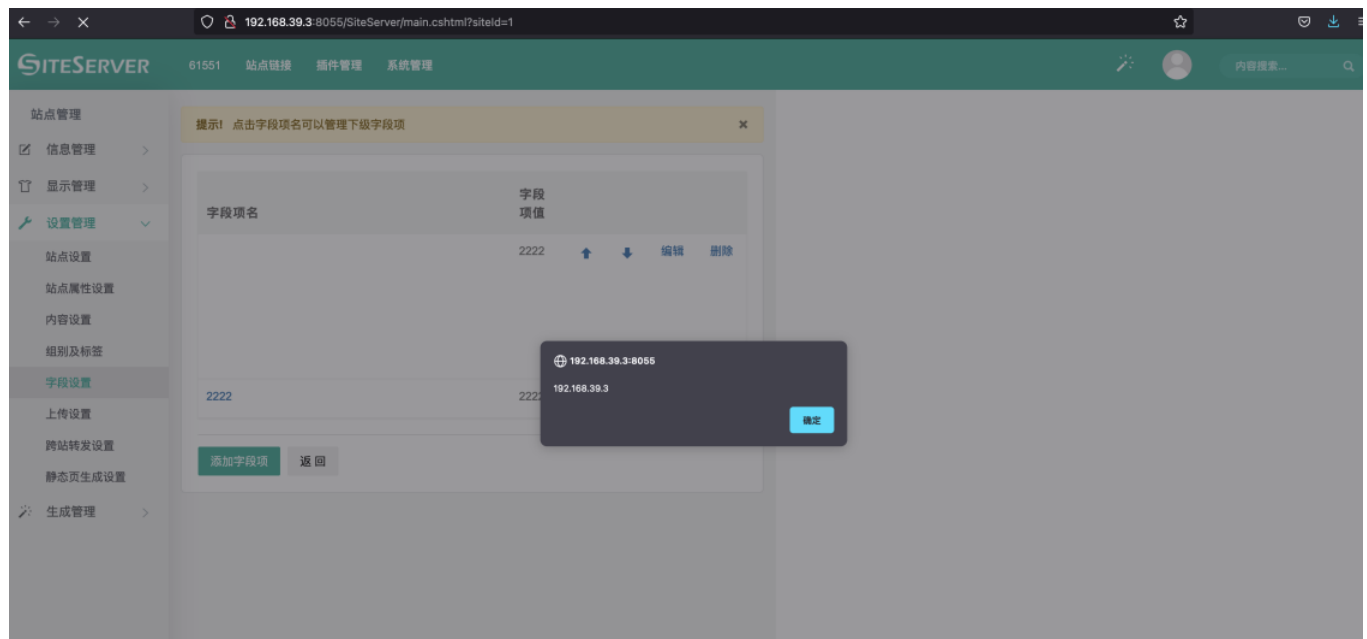 192.168.39.3:8055/SiteServer/main.cshtml?siteId=1
SITESERVER
61551 站点链接 插件管理 系统管理
内容搜索...
站点管理
信息管理
显示管理
设置管理
站点设置
站点属性设置
内容设置
组别及标签
字段设置
上传设置
跨站转发设置
静态页生成设置
生成管理
提示! 点击字段项名可以管理下级字段项
字段项名
字段
项值
2222 编辑 删除
2222 222
添加字段项 返回
192.168.39.3:8055
192.168.39.3
确定